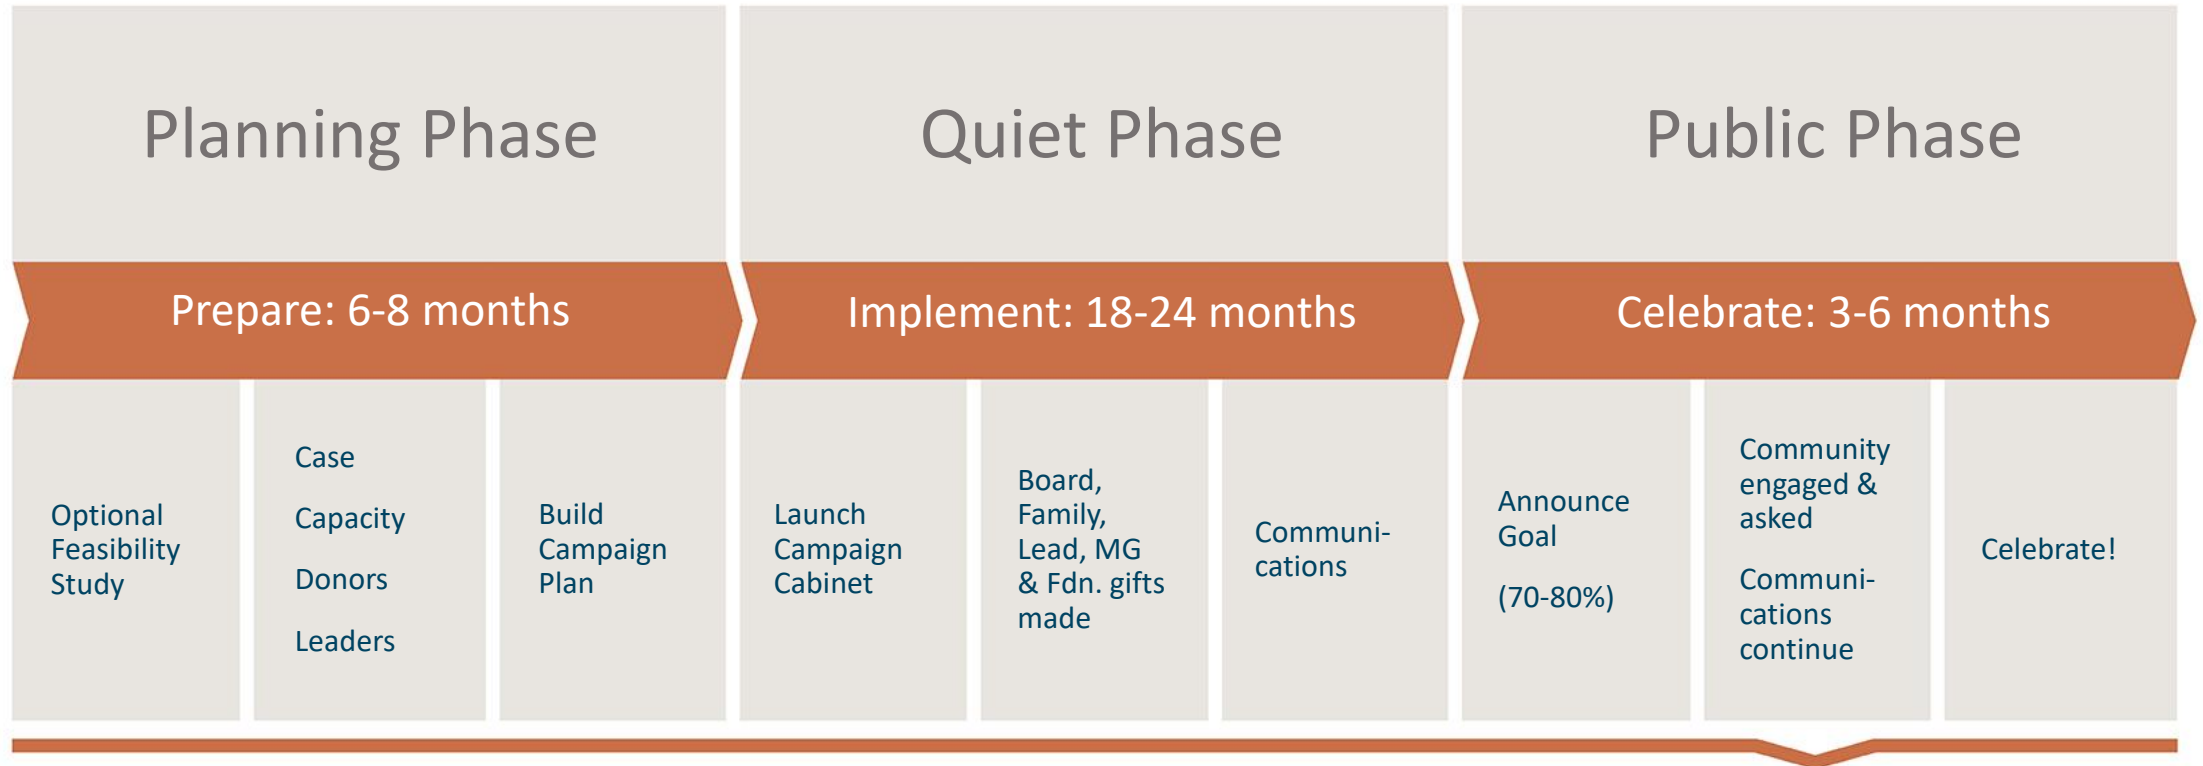 Planning Phase
Quiet Phase
Public Phase
Prepare: 6-8 months
Implement: 18-24 months
Celebrate: 3-6 months
Optional
Feasibility
Study
Case
Capacity
Donors
Leaders
Build
Campaign
Plan
Launch
Campaign
Cabinet
Board,
Family,
Lead, MG
& Fdn. gifts
made
Communi-
cations
Announce
Goal
(70-80%)
Community
engaged &
asked
Communi-
cations
continue
Celebrate!